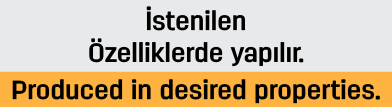 İstenilen
Özelliklerde yapılır.
Produced in desired properties.